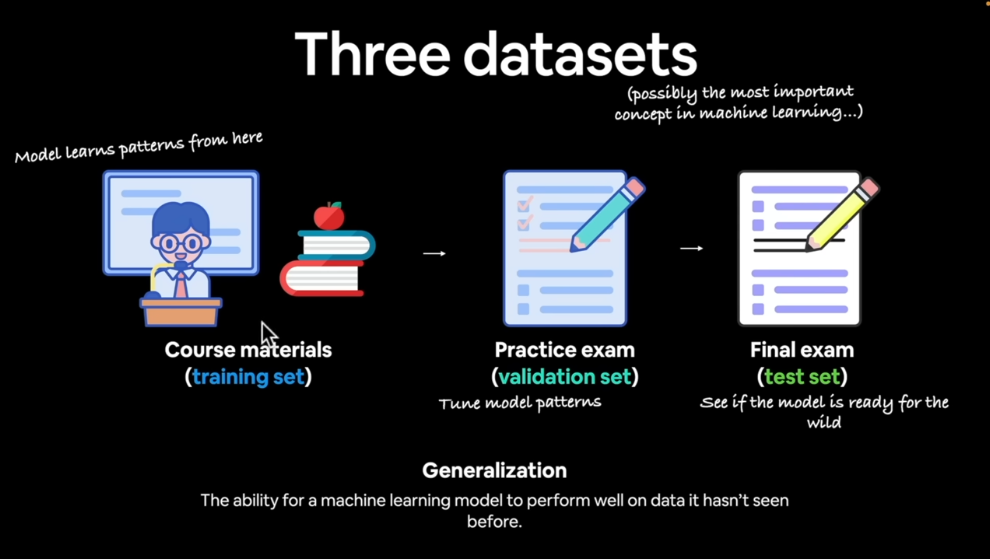 Three datasets
(possibly the most important
concept in machine learning...)
Model learns patterns from here
Course materials
(training set)
Practice exam
(validation set)
Tune model patterns
Final exam
(test set)
See if the model is ready for the
wild
Generalization
The ability for a machine learning model to perform well on data it hasn't seen
before.